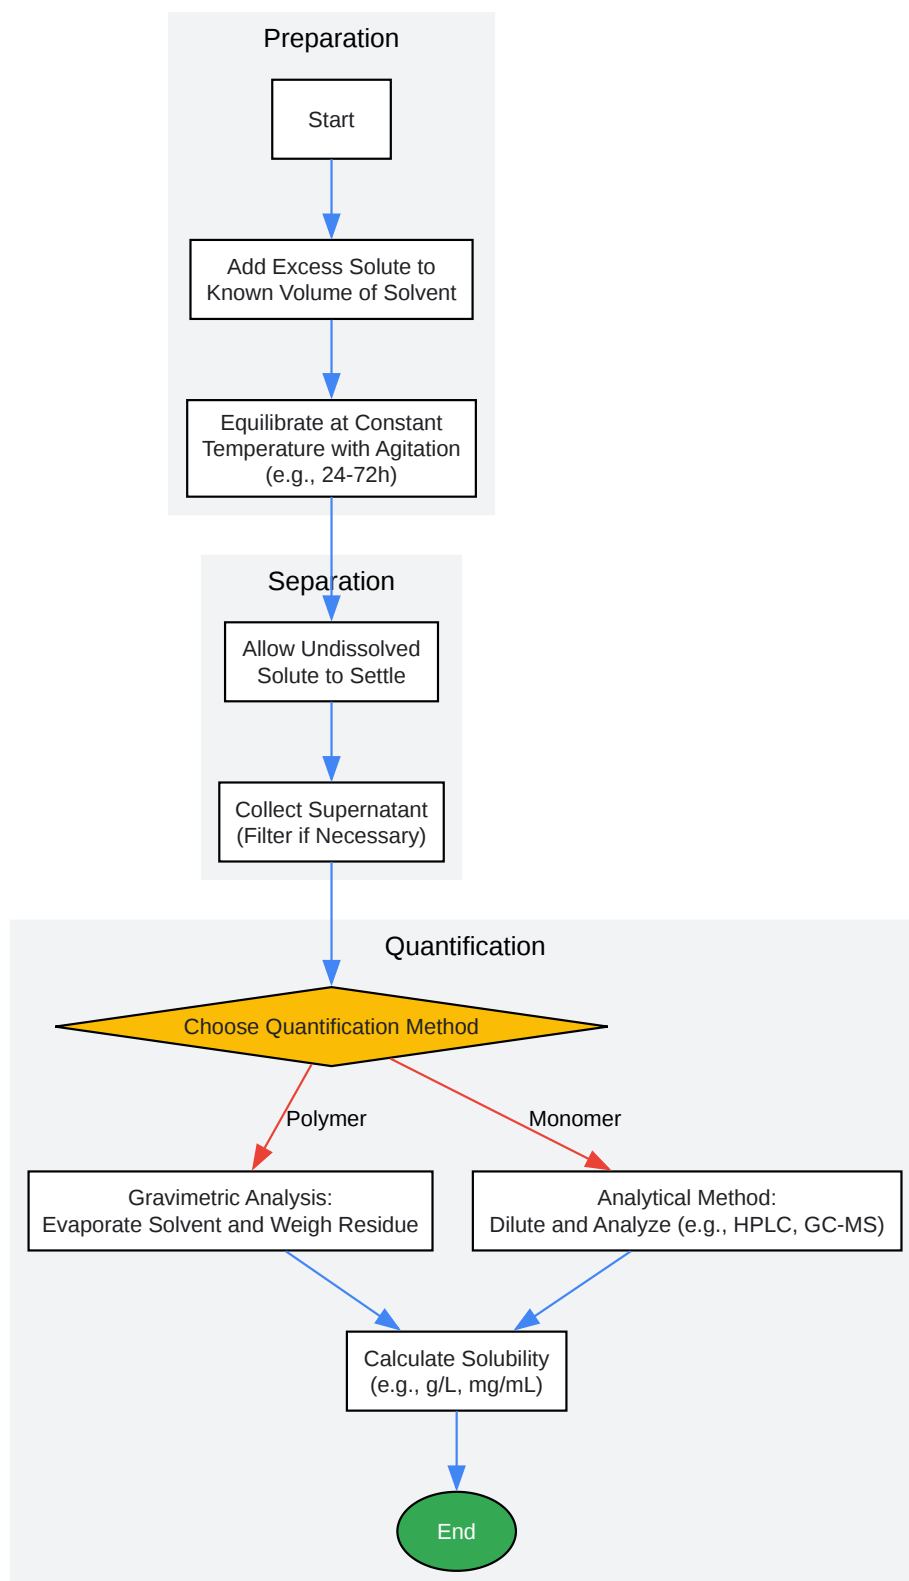 Preparation
Start
Add Excess Solute to
Known Volume of Solvent
Equilibrate at Constant
Temperature with Agitation
(e.g., 24-72h)
Separation
Allow Undissolved
Solute to Settle
Collect Supernatant
(Filter if Necessary)
Quantification
Choose Quantification Method
Polymer
Monomer
Gravimetric Analysis:
Evaporate Solvent and Weigh Residue
Analytical Method:
Dilute and Analyze (e.g., HPLC, GC-MS)
Calculate Solubility
(e.g., g/L, mg/mL)
End